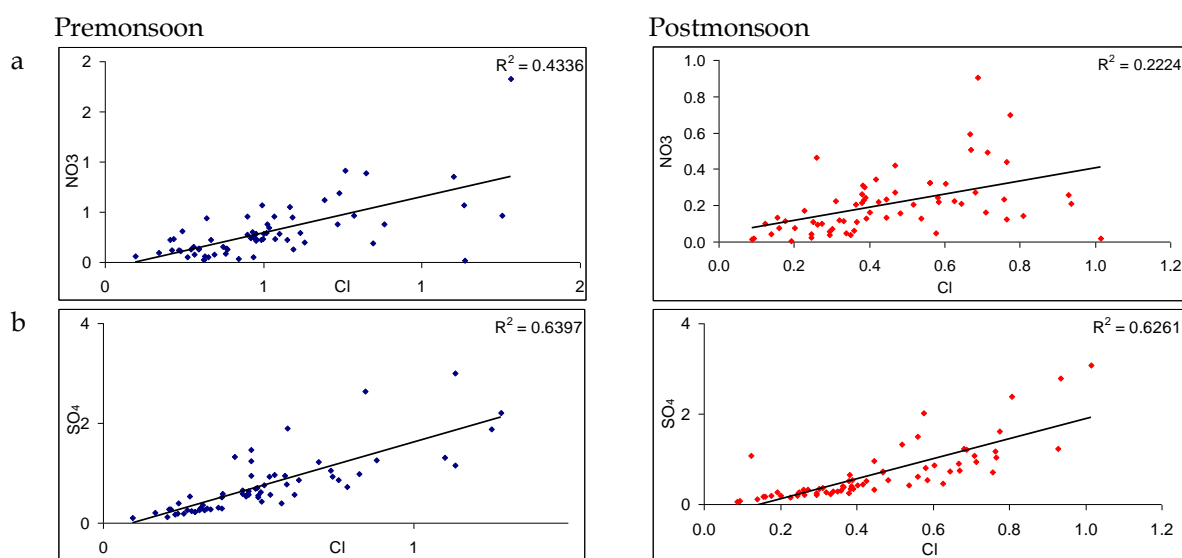 Premonsoon
Postmonsoon
a
R² = 0.4336
2
2
1
1
0
NO3
0
1
1
2
Cl
R² = 0.2224
1.0
0.8
0.6
0.4
0.2
0.0
NO3
0.0
0.2
0.4
0.6
0.8
1.0
1.2
Cl
b
R² = 0.6397
4
2
0
SO₄
0
1
Cl
R² = 0.6261
4
2
0
SO₄
0.0
0.2
0.4
0.6
0.8
1.0
1.2
Cl